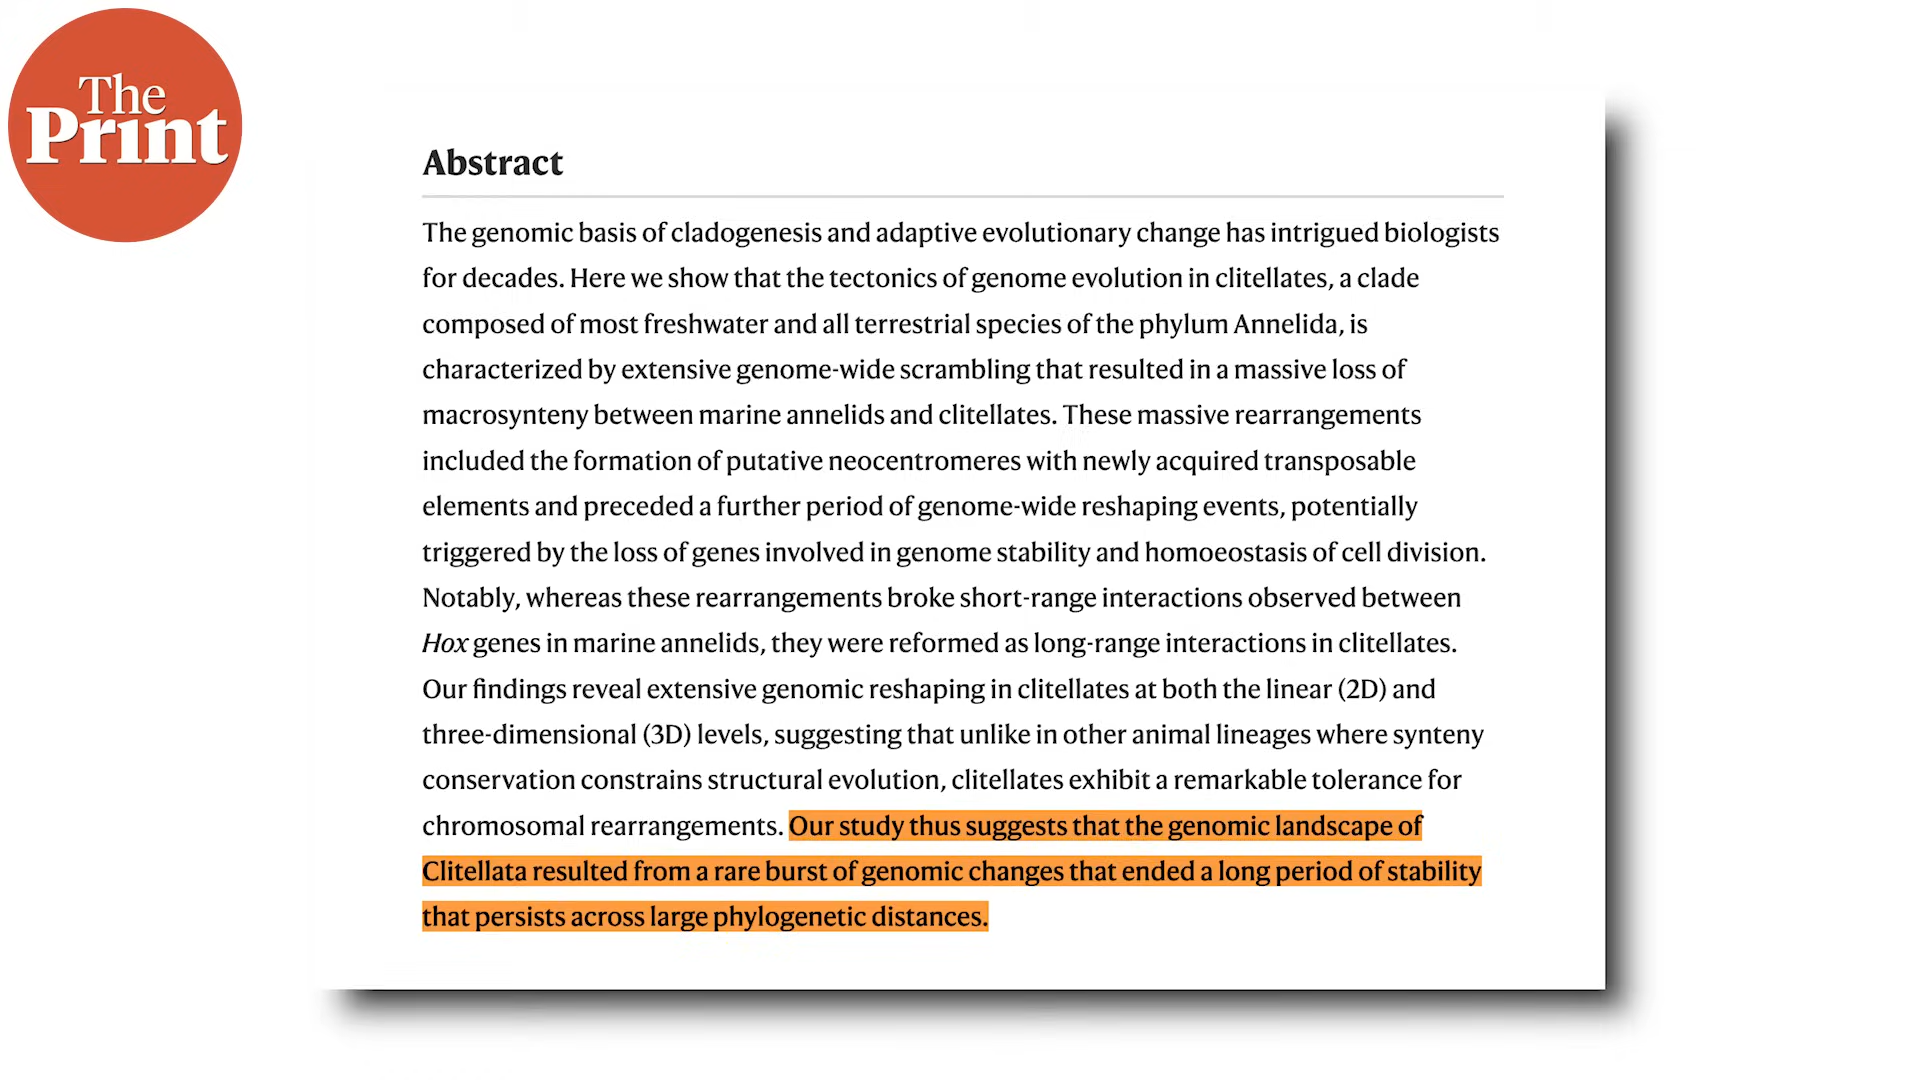 The
Print
Abstract
The genomic basis of cladogenesis and adaptive evolutionary change has intrigued biologists
for decades. Here we show that the tectonics of genome evolution in clitellates, a clade
composed of most freshwater and all terrestrial species of the phylum Annelida, is
characterized by extensive genome-wide scrambling that resulted in a massive loss of
macrosynteny between marine annelids and clitellates. These massive rearrangements
included the formation of putative neocentromeres with newly acquired transposable
elements and preceded a further period of genome-wide reshaping events, potentially
triggered by the loss of genes involved in genome stability and homoeostasis of cell division.
Notably, whereas these rearrangements broke short-range interactions observed between
Hox genes in marine annelids, they were reformed as long-range interactions in clitellates.
Our findings reveal extensive genomic reshaping in clitellates at both the linear (2D) and
three-dimensional (3D) levels, suggesting that unlike in other animal lineages where synteny
conservation constrains structural evolution, clitellates exhibit a remarkable tolerance for
chromosomal rearrangements. Our study thus suggests that the genomic landscape of
Clitellata resulted from a rare burst of genomic changes that ended a long period of stability
that persists across large phylogenetic distances.